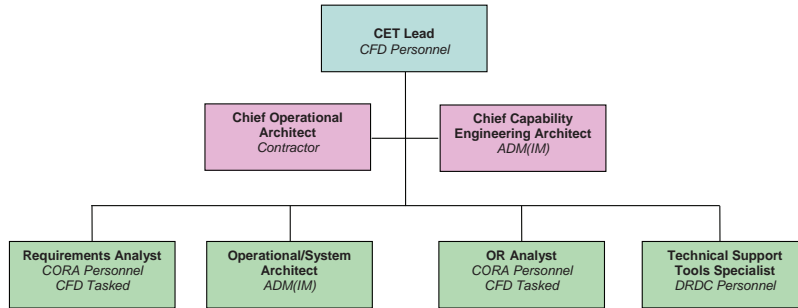 CET Lead
CFD Personnel
Chief Operational
Architect
Contractor
Chief Capability
Engineering Architect
ADM(IM)
Requirements Analyst
CORA Personnel
CFD Tasked
Operational/System
Architect
ADM(IM)
OR Analyst
CORA Personnel
CFD Tasked
Technical Support
Tools Specialist
DRDC Personnel